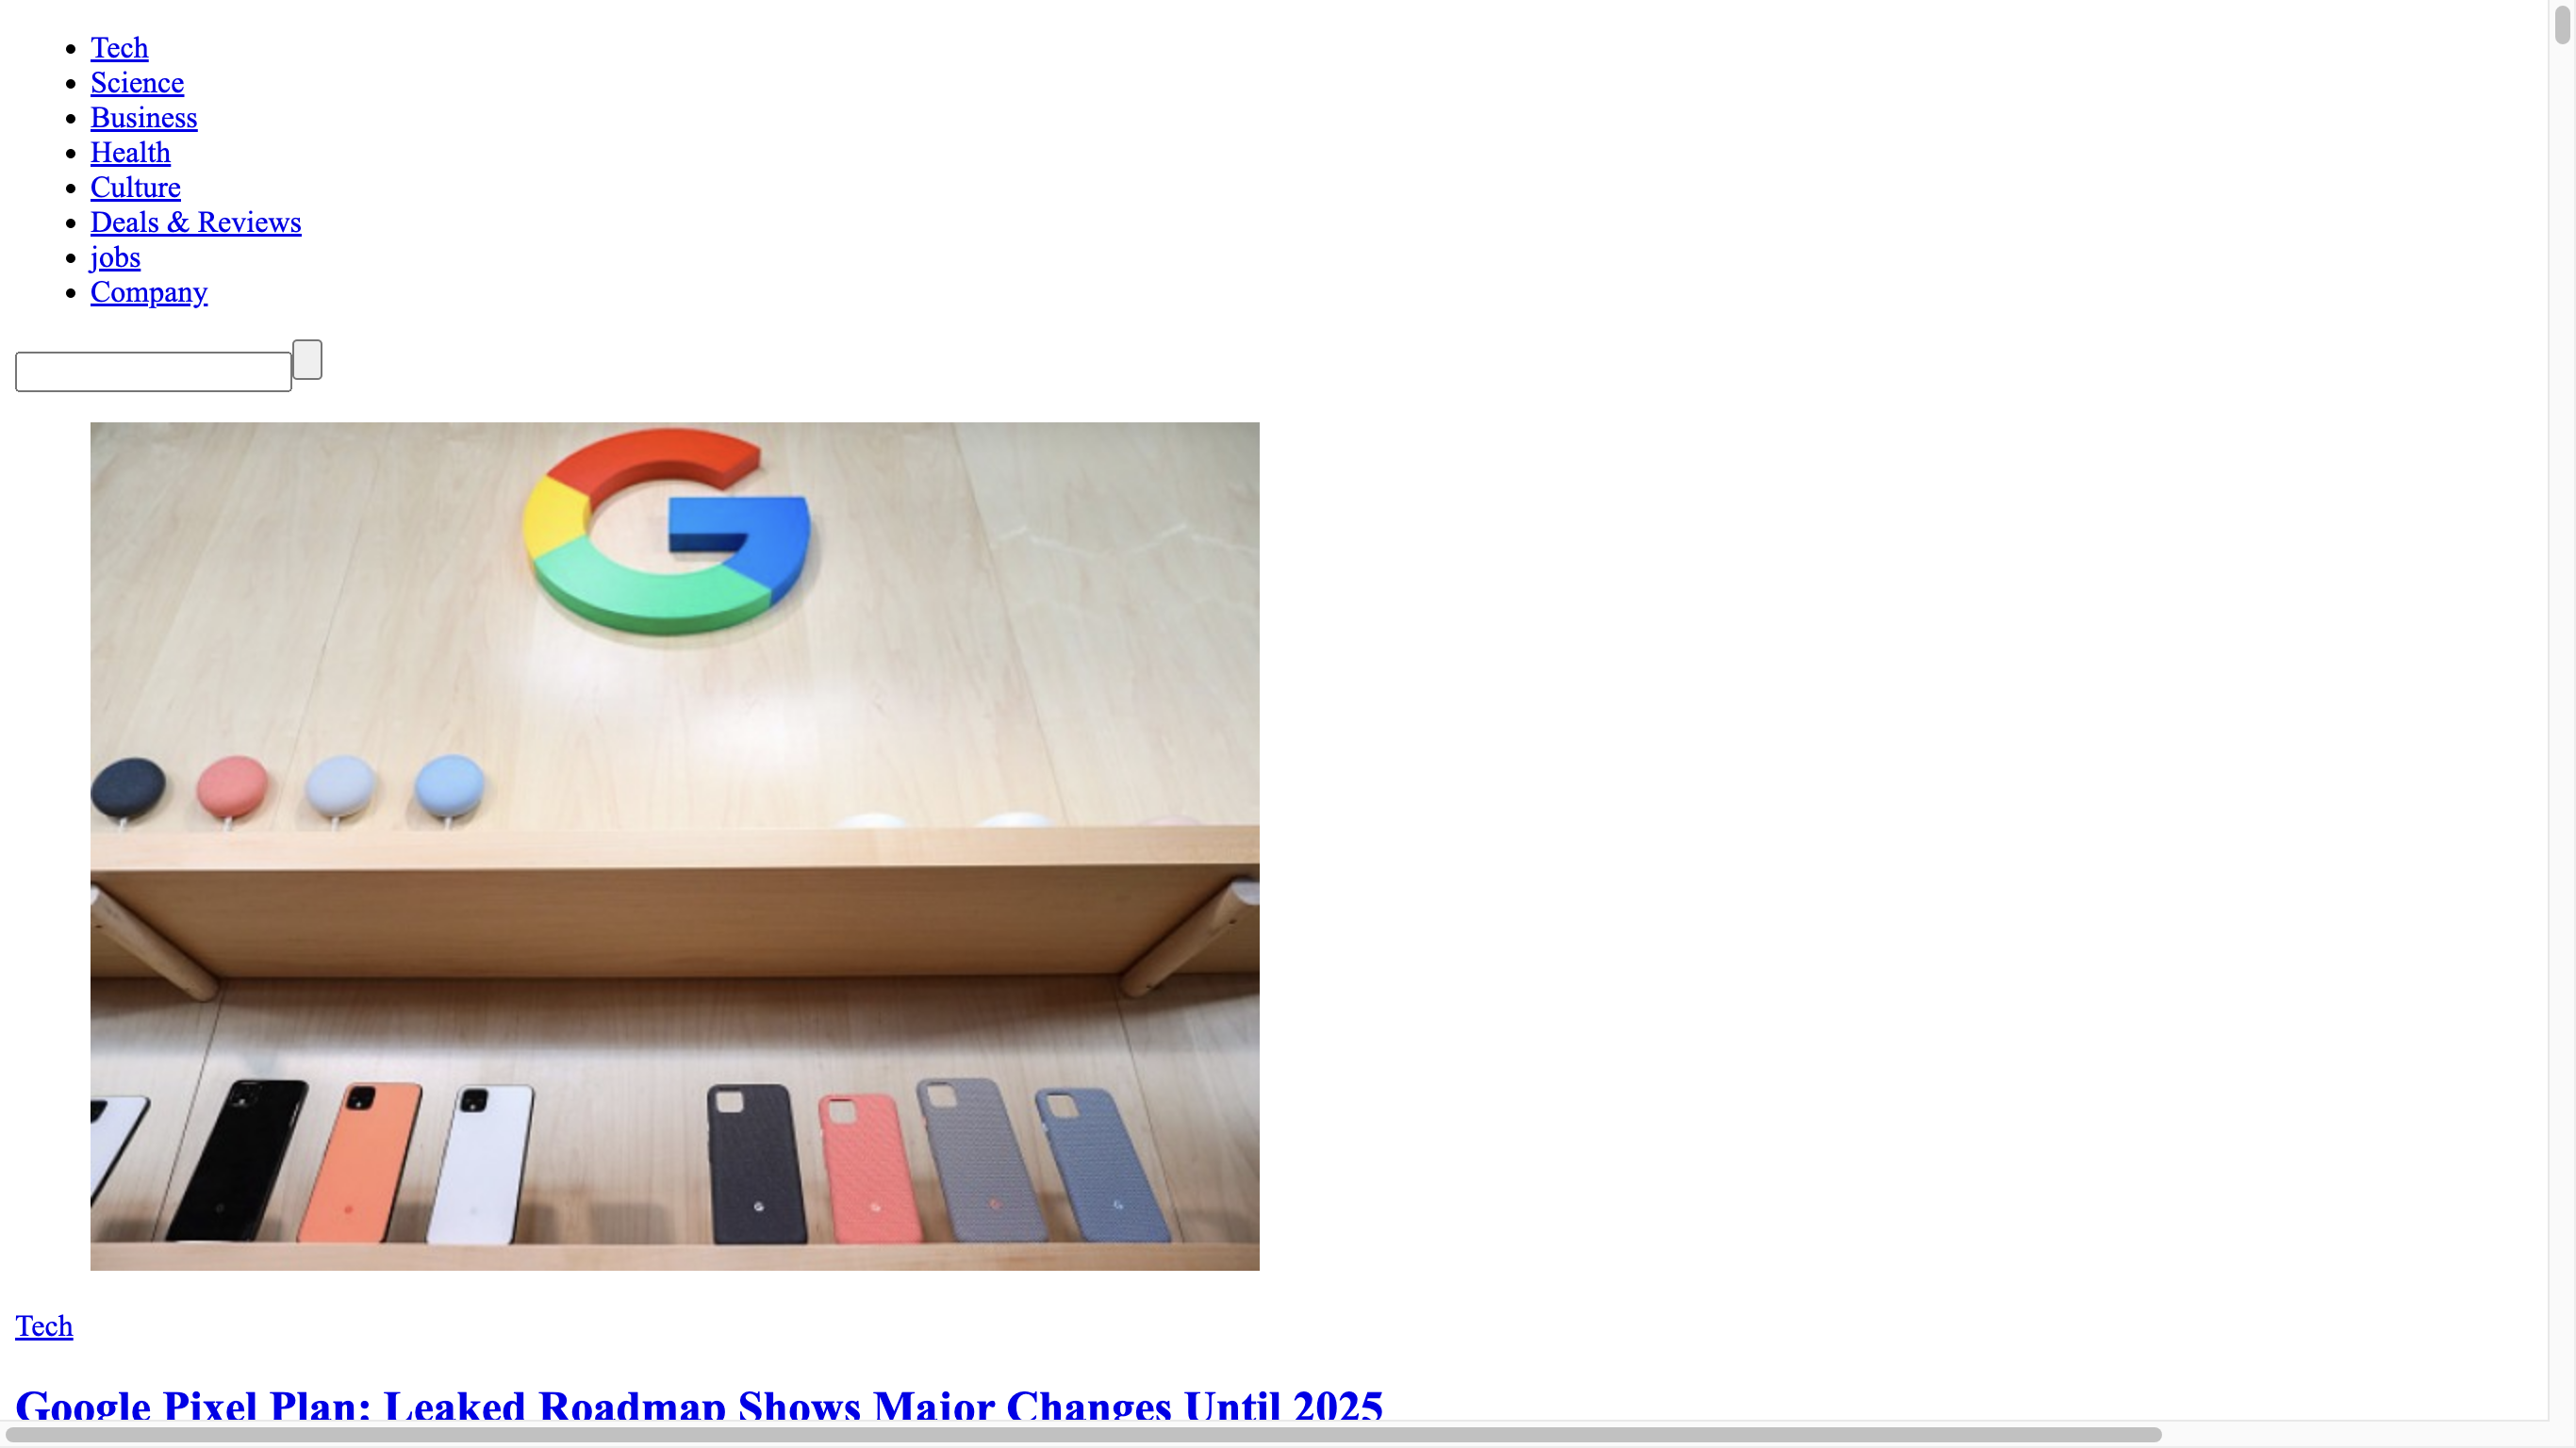 Tech
Science
Business
Health
Culture
Deals & Reviews
jobs
Company
Tech
Google Pixel Plan: Leaked Roadmap Shows Major Changes Until 2025